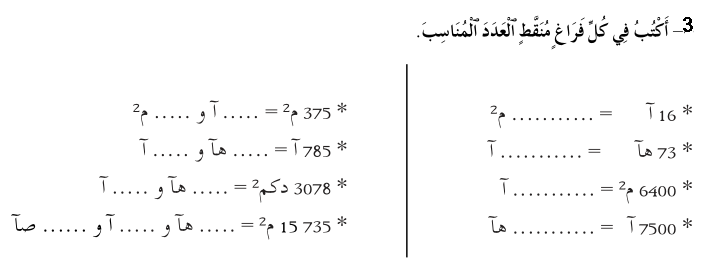 3– أَكْتُبُ فِي كُلِّ فَرَاغٍ مُنَقَّطٍ ٱلْعَدَدَ ٱلْمُنَاسِبَ.
* 16 آ = ........... م²
* 73 هآ = ........... آ
* 6400 م² = ........... آ
* 7500 آ = ........... هآ
* 375 م² = ..... آ و ..... م²
* 785 آ = ..... هآ و ..... آ
* 3078 دكم² = ..... هآ و ..... آ
* 735 15 م² = ..... هآ و ..... آ و ...... صآ